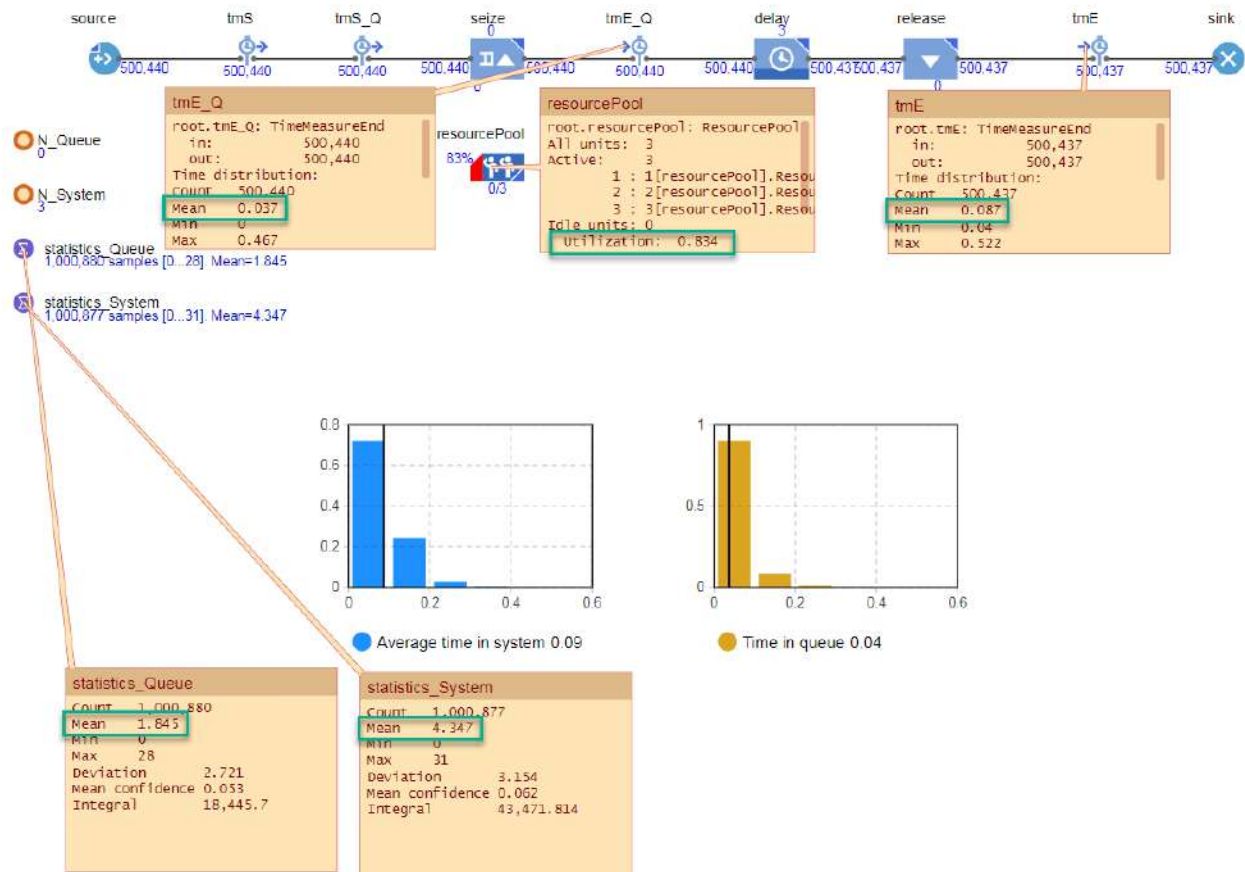 source tmS tmS_Q seize tmE_Q delay release tmE sink
0 3
500,440 500,440 500,440 500,440 500,440 500,440 500,440 500,437 500,437 500,437 500,437 500,437
0 0
tmE_Q
root.tmE_Q: TimeMeasureEnd
in: 500,440
out: 500,440
Time distribution:
Count 500,440
Mean 0.037
Min 0
Max 0.467
resourcePool
83%
0/3
resourcePool
root.resourcePool: ResourcePool
All units: 3
Active: 3
1 : 1[resourcePool].Resou
2 : 2[resourcePool].Resou
3 : 3[resourcePool].Resou
Idle units: 0
Utilization: 0.834
tmE
root.tmE: TimeMeasureEnd
in: 500,437
out: 500,437
Time distribution:
Count 500,437
Mean 0.087
Min 0.04
Max 0.522
N_Queue
0
N_System
3
statistics_Queue
1,000,880 samples [0...28]. Mean=1.845
statistics_System
1,000,877 samples [0...31]. Mean=4.347
0.8
0.6
0.4
0.2
0
0 0.2 0.4 0.6
Average time in system 0.09
1
0.5
0
0 0.2 0.4 0.6
Time in queue 0.04
statistics_Queue
Count 1,000,880
Mean 1.845
Min 0
Max 28
Deviation 2.721
Mean confidence 0.053
Integral 18,445.7
statistics_System
Count 1,000,877
Mean 4.347
Min 0
Max 31
Deviation 3.154
Mean confidence 0.062
Integral 43,471.814